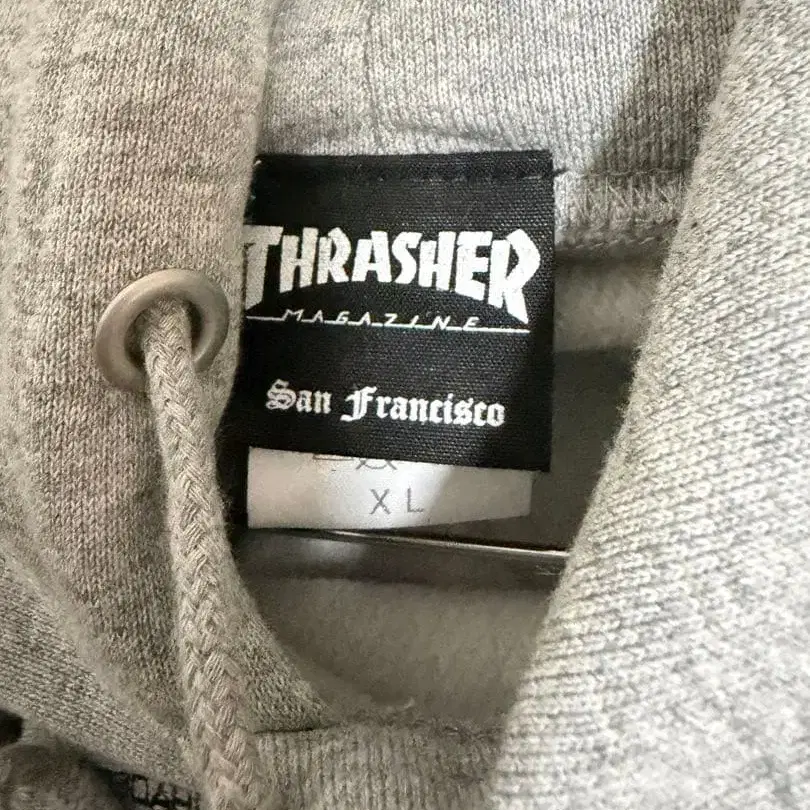 THRASHER
MAGAZINE
San Francisco
XL